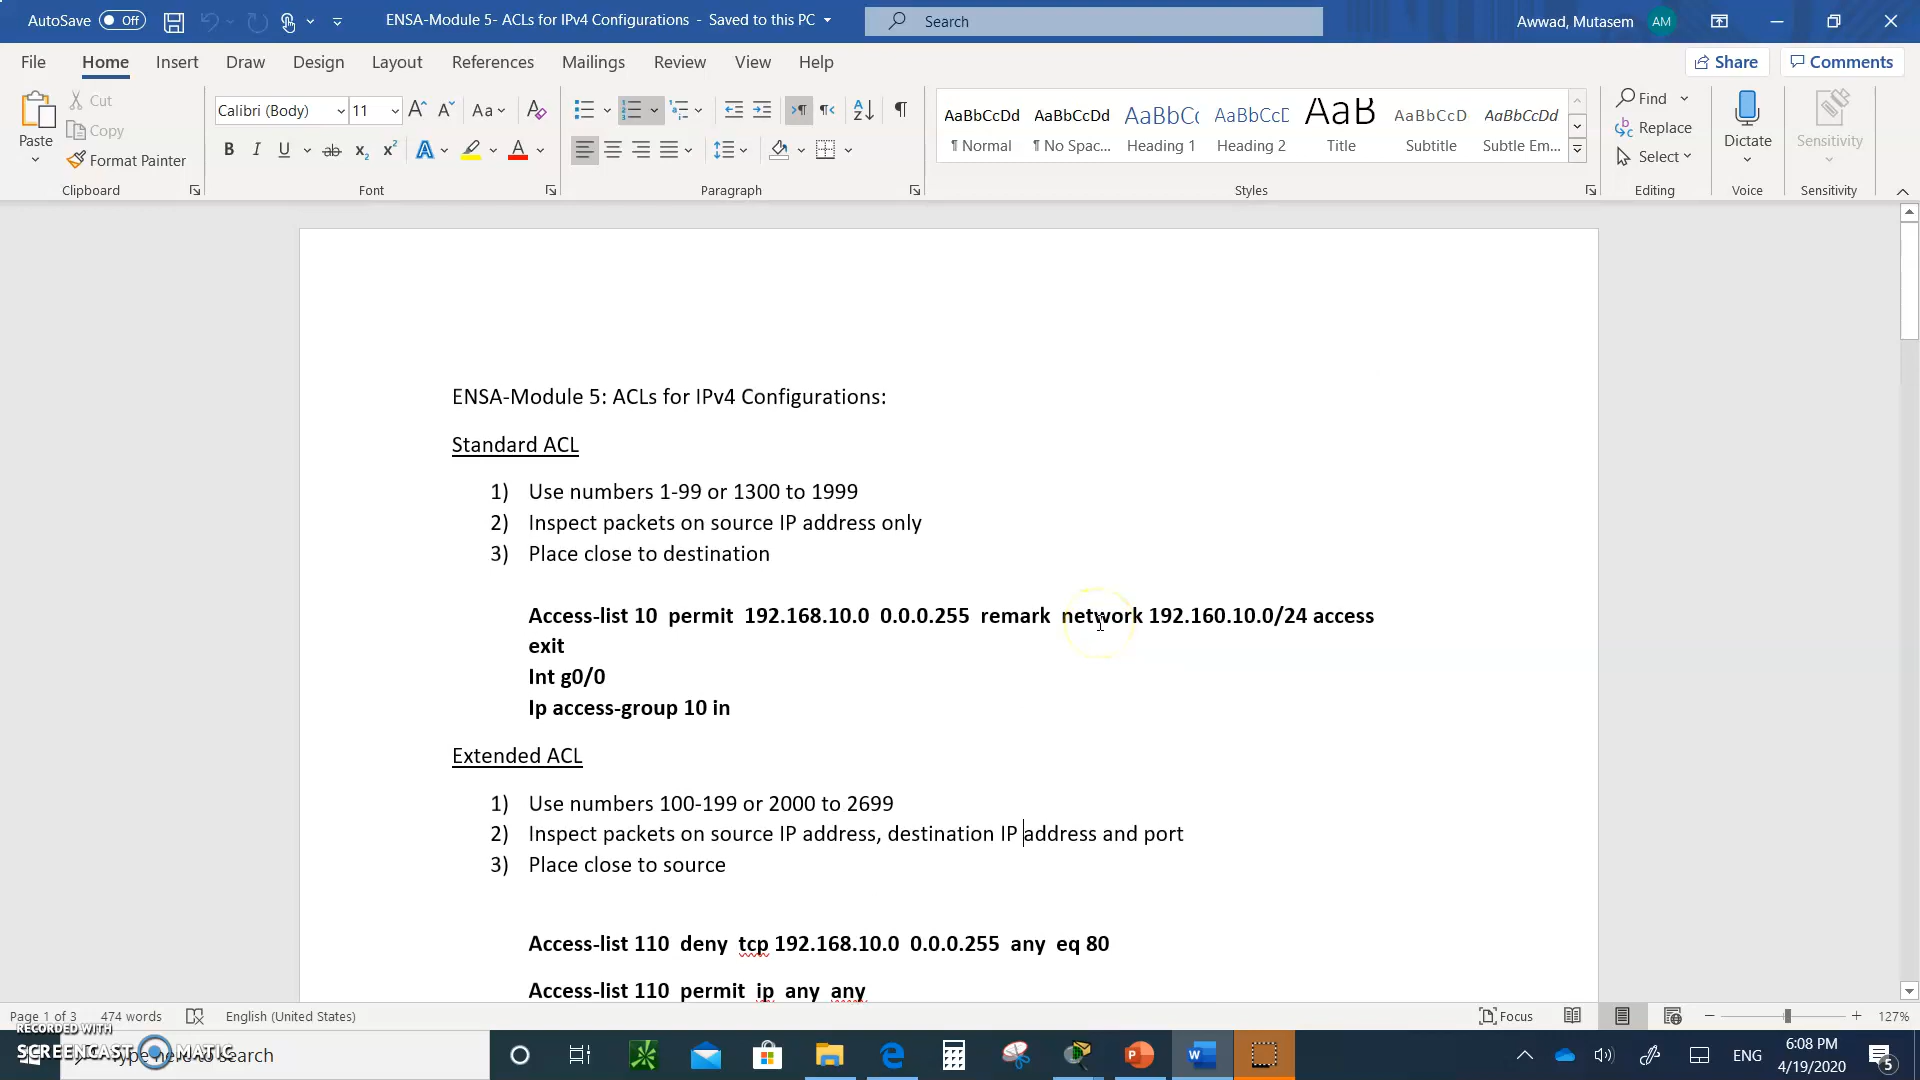 AutoSave Off
ENSA-Module 5- ACLs for IPv4 Configurations - Saved to this PC
Search
Awwad, Mutasem AM
File Home Insert Draw Design Layout References Mailings Review View Help
Share Comments
Paste
Cut
Copy
Format Painter
Clipboard
Calibri (Body) 11
Font
Paragraph
AaBbCcDd ¶ Normal
AaBbCcDd ¶ No Spac...
AaBbCc Heading 1
AaBbCcE Heading 2
AaB Title
AaBbCcD Subtitle
AaBbCcDd Subtle Em...
Styles
Find
Replace
Select
Editing
Dictate
Voice
Sensitivity
Sensitivity
ENSA-Module 5: ACLs for IPv4 Configurations:
Standard ACL
1) Use numbers 1-99 or 1300 to 1999
2) Inspect packets on source IP address only
3) Place close to destination
Access-list 10 permit 192.168.10.0 0.0.0.255 remark network 192.160.10.0/24 access
exit
Int g0/0
Ip access-group 10 in
Extended ACL
1) Use numbers 100-199 or 2000 to 2699
2) Inspect packets on source IP address, destination IP address and port
3) Place close to source
Access-list 110 deny tcp 192.168.10.0 0.0.0.255 any eq 80
Access-list 110 permit ip any any
Page 1 of 3 474 words English (United States)
Focus
127%
RECORDED WITH
SCREENCAST MATIC
Type here to search
ENG
6:08 PM
4/19/2020
5